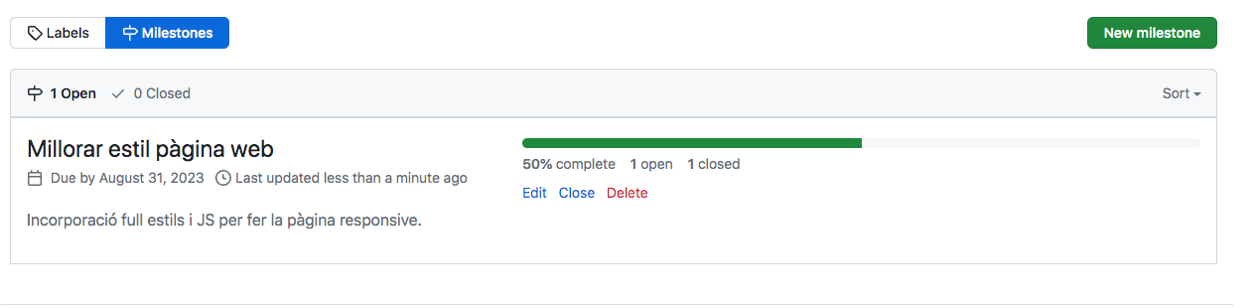 Labels Milestones New milestone
1 Open 0 Closed Sort
Millorar estil pàgina web
Due by August 31, 2023 Last updated less than a minute ago
Incorporació full estils i JS per fer la pàgina responsive.
50% complete 1 open 1 closed
Edit Close Delete